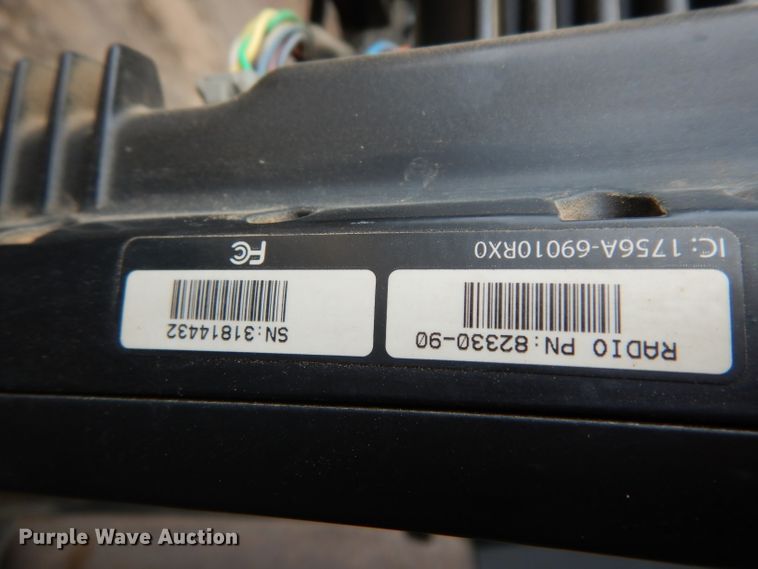 RADIO PN:82330-90
SN:31814432
IC: 1756A-69010RX0
FC
Purple Wave Auction